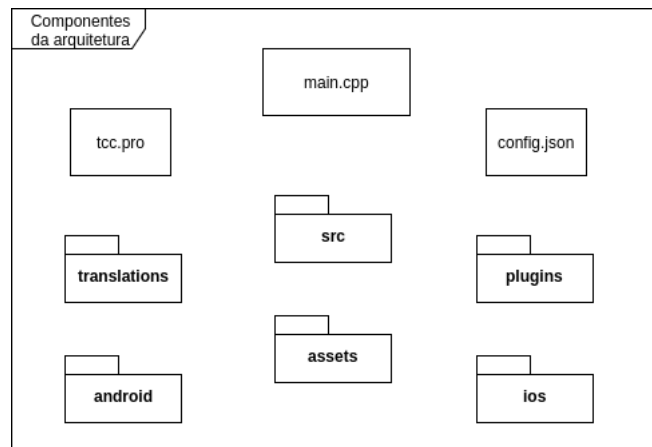 Componentes
da arquitetura
main.cpp
tcc.pro
config.json
src
translations
plugins
assets
android
ios